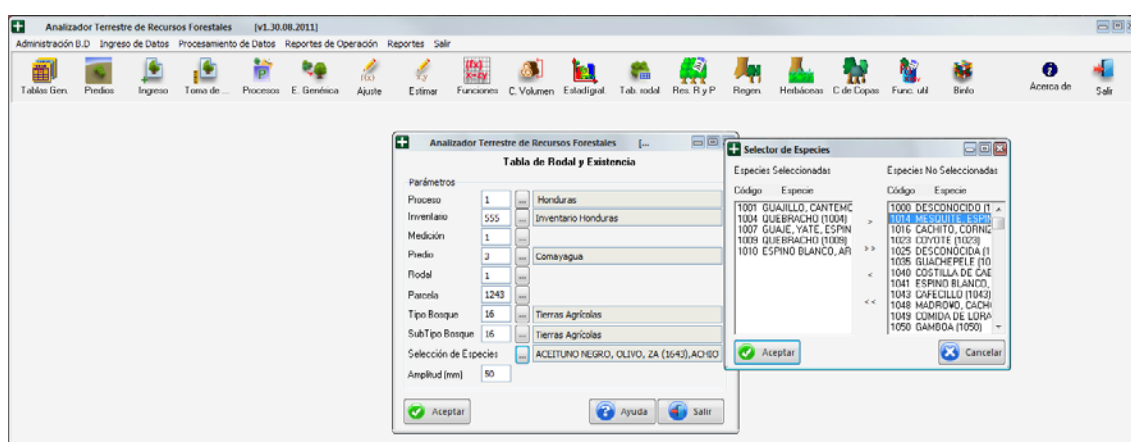 Analizador Terrestre de Recursos Forestales [v1.30.08.2011]
Administración B.D Ingreso de Datos Procesamiento de Datos Reportes de Operación Reportes Salir
Tablas Gen. Predios Ingreso Toma de ... Procesos E. Genérica Ajuste Estimar Funciones C. Volumen Estadígraf. Tab. rodal Res. R y P Regen. Herbáceas C de Copas Func. util Binfo Acerca de Salir
Analizador Terrestre de Recursos Forestales [...
Tabla de Rodal y Existencia
Parámetros
Proceso 1 ... Honduras
Inventario 555 ... Inventario Honduras
Medición 1 ...
Predio 3 ... Comayagua
Rodal 1 ...
Parcela 1243 ...
Tipo Bosque 16 ... Tierras Agrícolas
SubTipo Bosque 16 ... Tierras Agrícolas
Selección de Especies ... ACEITUNO NEGRO, OLIVO, ZA (1643),ACHIO
Amplitud (mm) 50
Aceptar Ayuda Salir
Selector de Especies
Especies Seleccionadas
Código Especie
1001 GUAJILLO, CANTEMC
1004 QUEBRACHO (1004)
1007 GUAJE, YATE, ESPIN
1009 QUEBRACHO (1009)
1010 ESPINO BLANCO, AR
>
>>
<
<<
Especies No Seleccionadas
Código Especie
1000 DESCONOCIDO (1
1014 MESQUITE, ESPIN
1016 CACHITO, CORNIZ
1023 COYOTE (1023)
1025 DESCONOCIDA (1
1035 GUACHEPELE (10
1040 COSTILLA DE CAE
1041 ESPINO BLANCO,
1043 CAFECILLO (1043)
1048 MADROVO, CACHI
1049 COMIDA DE LORA
1050 GAMBOA (1050)
Aceptar Cancelar